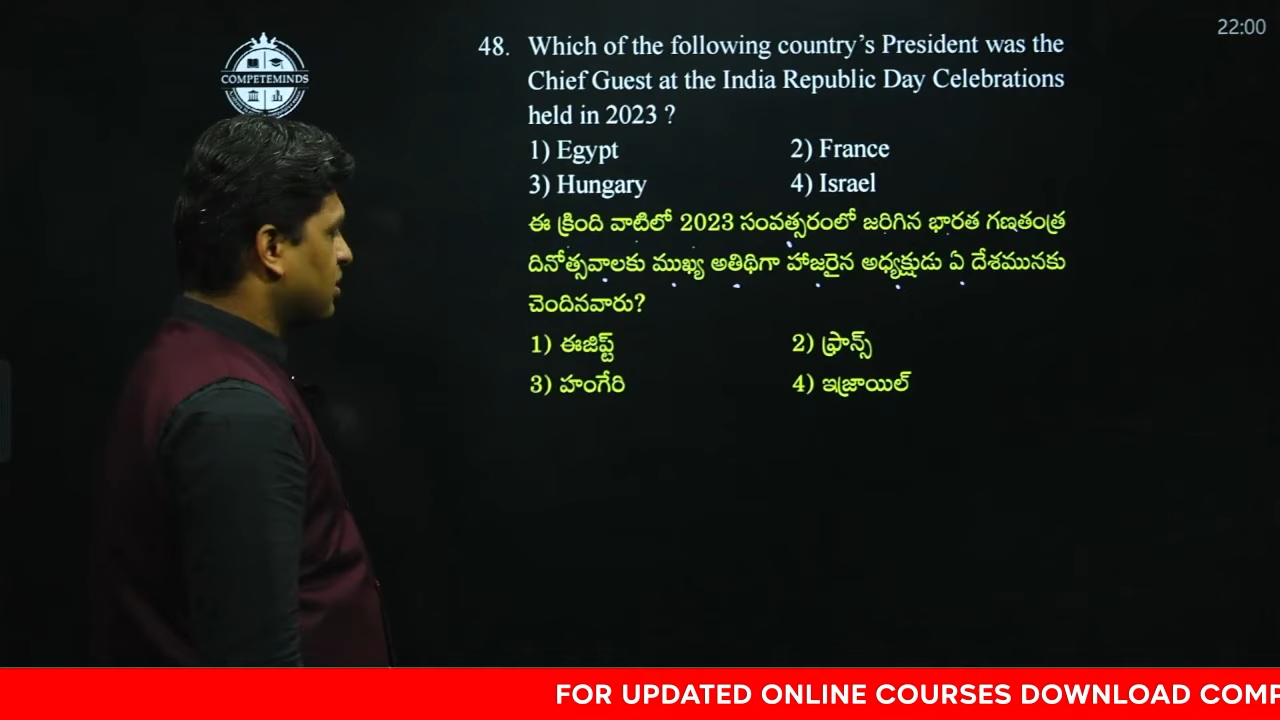 22:00
COMPETEMINDS
48. Which of the following country's President was the
Chief Guest at the India Republic Day Celebrations
held in 2023 ?
1) Egypt 2) France
3) Hungary 4) Israel
ఈ క్రింది వాటిలో 2023 సంవత్సరంలో జరిగిన భారత గణతంత్ర
దినోత్సవాలకు ముఖ్య అతిథిగా హాజరైన అధ్యక్షుడు ఏ దేశమునకు
చెందినవారు?
1) ఈజిప్ట్ 2) ఫ్రాన్స్
3) హంగేరి 4) ఇజ్రాయిల్
FOR UPDATED ONLINE COURSES DOWNLOAD COMP